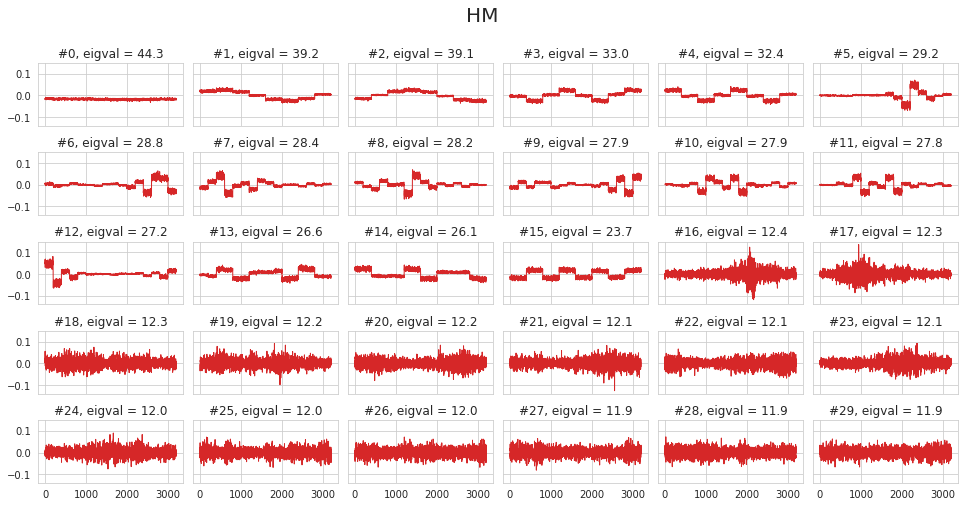 HM
#0, eigval = 44.3 #1, eigval = 39.2 #2, eigval = 39.1 #3, eigval = 33.0 #4, eigval = 32.4 #5, eigval = 29.2
0.1
0.0
−0.1
#6, eigval = 28.8 #7, eigval = 28.4 #8, eigval = 28.2 #9, eigval = 27.9 #10, eigval = 27.9 #11, eigval = 27.8
0.1
0.0
−0.1
#12, eigval = 27.2 #13, eigval = 26.6 #14, eigval = 26.1 #15, eigval = 23.7 #16, eigval = 12.4 #17, eigval = 12.3
0.1
0.0
−0.1
#18, eigval = 12.3 #19, eigval = 12.2 #20, eigval = 12.2 #21, eigval = 12.1 #22, eigval = 12.1 #23, eigval = 12.1
0.1
0.0
−0.1
#24, eigval = 12.0 #25, eigval = 12.0 #26, eigval = 12.0 #27, eigval = 11.9 #28, eigval = 11.9 #29, eigval = 11.9
0.1
0.0
−0.1
0 1000 2000 3000 0 1000 2000 3000 0 1000 2000 3000 0 1000 2000 3000 0 1000 2000 3000 0 1000 2000 3000